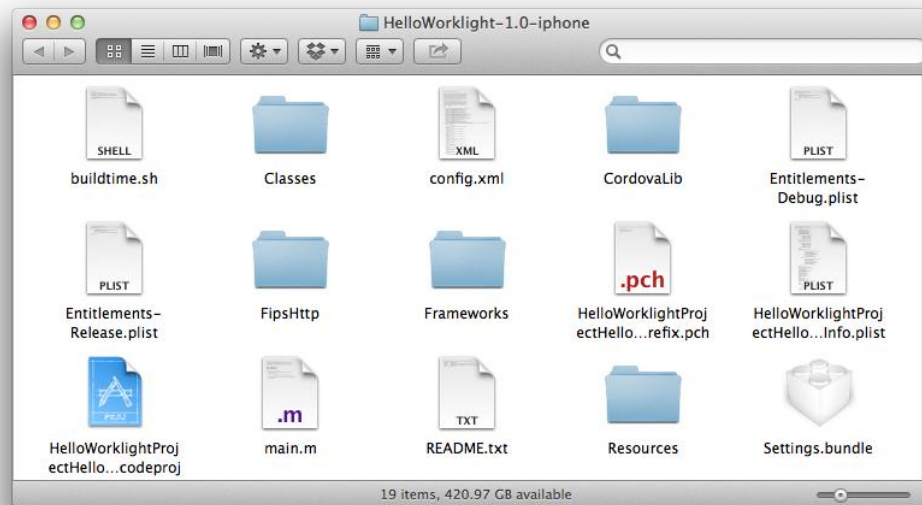 HelloWorklight-1.0-iphone
SHELL
XML
PLIST
buildtime.sh
Classes
config.xml
CordovaLib
Entitlements-
Debug.plist
PLIST
.pch
PLIST
Entitlements-
Release.plist
FipsHttp
Frameworks
HelloWorklightProj
ectHello...refix.pch
HelloWorklightProj
ectHello...Info.plist
.m
TXT
HelloWorklightProj
ectHello...codeproj
main.m
README.txt
Resources
Settings.bundle
19 items, 420.97 GB available